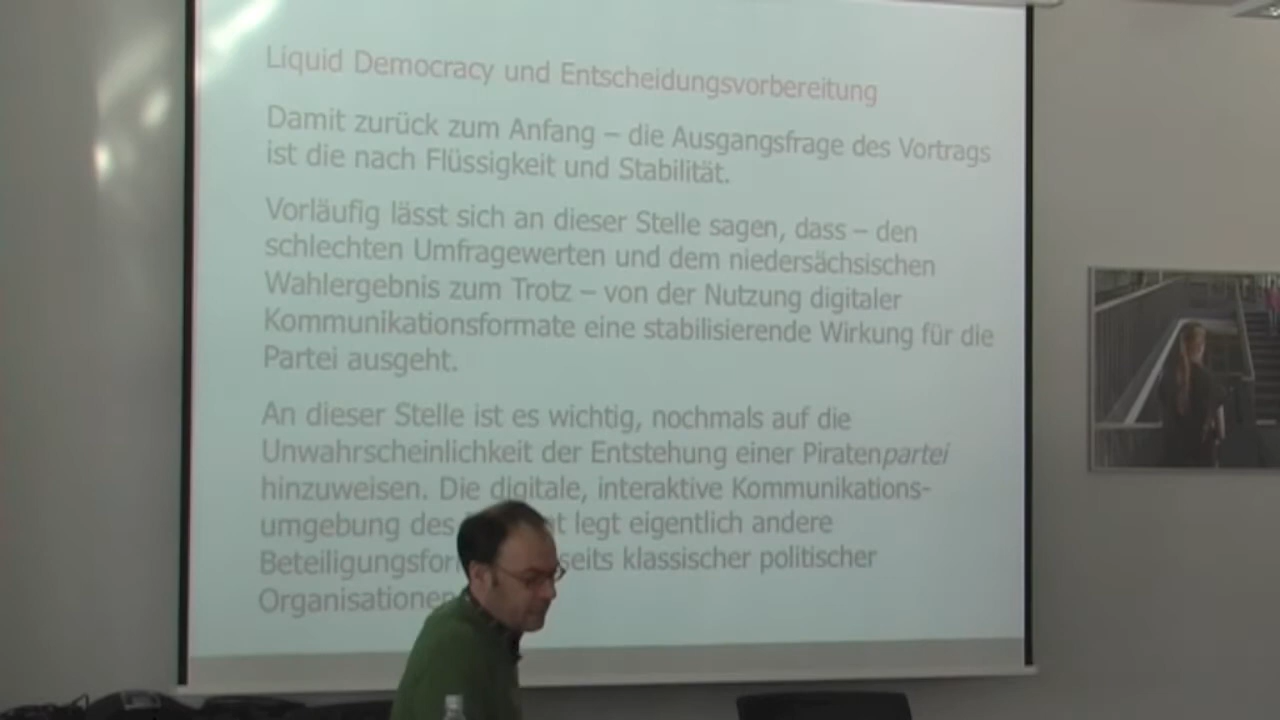 Liquid Democracy und Entscheidungsvorbereitung
Damit zurück zum Anfang – die Ausgangsfrage des Vortrags
ist die nach Flüssigkeit und Stabilität.
Vorläufig lässt sich an dieser Stelle sagen, dass – den
schlechten Umfragewerten und dem niedersächsischen
Wahlergebnis zum Trotz – von der Nutzung digitaler
Kommunikationsformate eine stabilisierende Wirkung für die
Partei ausgeht.
An dieser Stelle ist es wichtig, nochmals auf die
Unwahrscheinlichkeit der Entstehung einer Piratenpartei
hinzuweisen. Die digitale, interaktive Kommunikations-
umgebung des legt eigentlich andere
klassischer politischer